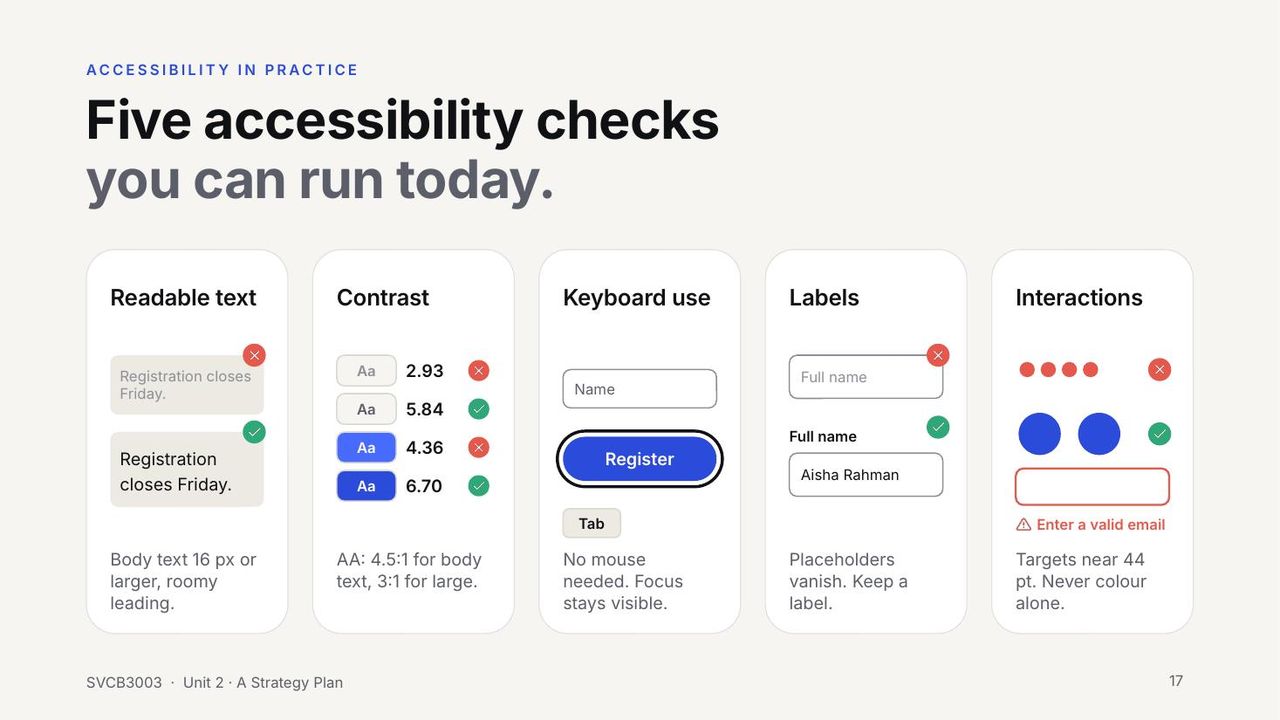 ACCESSIBILITY IN PRACTICE
Five accessibility checks
you can run today.
Readable text
Registration closes
Friday.
Registration
closes Friday.
Body text 16 px or
larger, roomy
leading.
Contrast
Aa 2.93
Aa 5.84
Aa 4.36
Aa 6.70
AA: 4.5:1 for body
text, 3:1 for large.
Keyboard use
Name
Register
Tab
No mouse
needed. Focus
stays visible.
Labels
Full name
Full name
Aisha Rahman
Placeholders
vanish. Keep a
label.
Interactions
Enter a valid email
Targets near 44
pt. Never colour
alone.
SVCB3003 · Unit 2 · A Strategy Plan
17